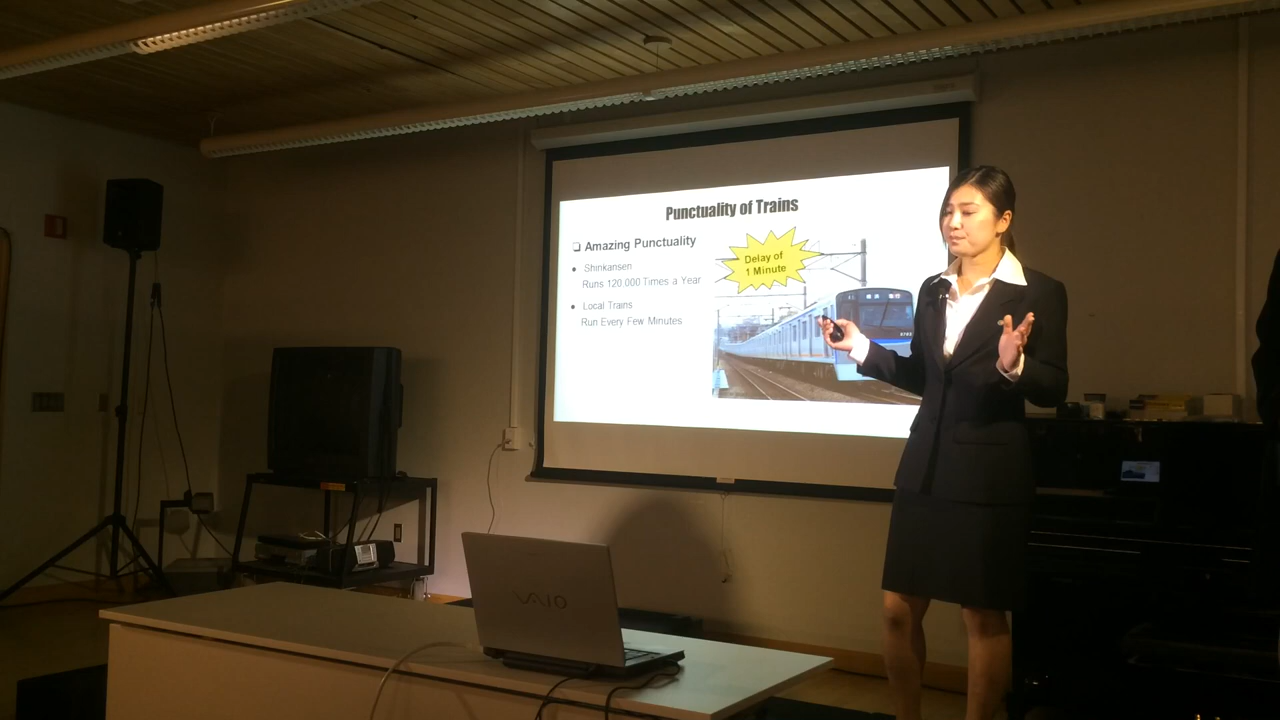 Punctuality of Trains
❑ Amazing Punctuality
• Shinkansen
Runs 120,000 Times a Year
• Local Trains
Run Every Few Minutes
Delay of
1 Minute
VAIO